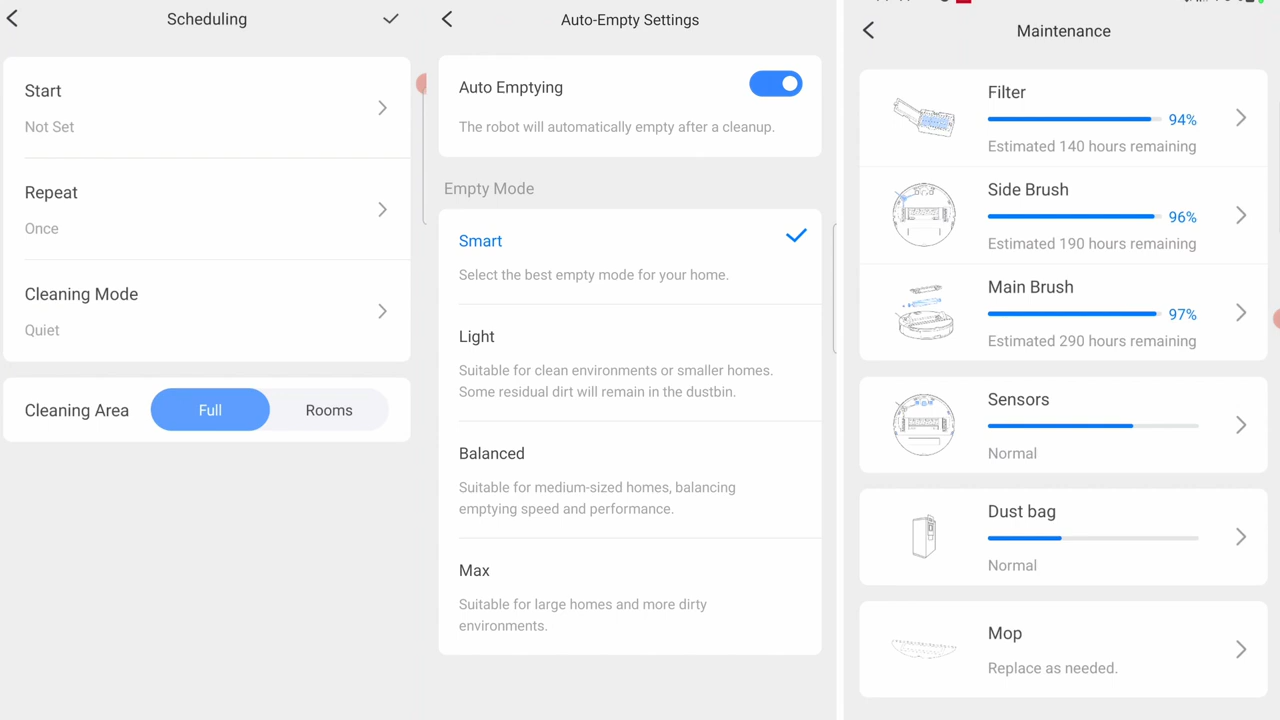 Scheduling
Start
Not Set
Repeat
Once
Cleaning Mode
Quiet
Cleaning Area
Full
Rooms
Auto-Empty Settings
Auto Emptying
The robot will automatically empty after a cleanup.
Empty Mode
Smart
Select the best empty mode for your home.
Light
Suitable for clean environments or smaller homes.
Some residual dirt will remain in the dustbin.
Balanced
Suitable for medium-sized homes, balancing
emptying speed and performance.
Max
Suitable for large homes and more dirty
environments.
Maintenance
Filter
94%
Estimated 140 hours remaining
Side Brush
96%
Estimated 190 hours remaining
Main Brush
97%
Estimated 290 hours remaining
Sensors
Normal
Dust bag
Normal
Mop
Replace as needed.